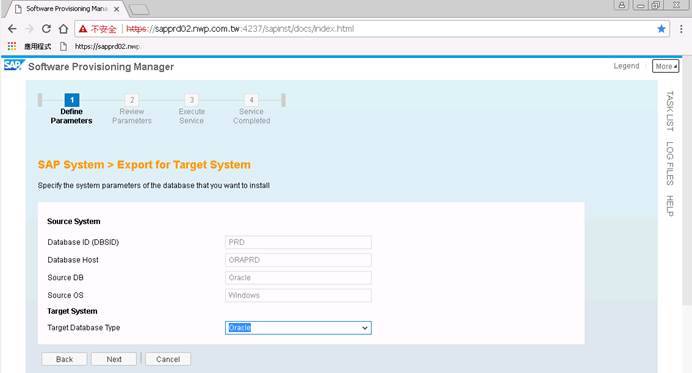 Software Provisioning Mana
不安全 | https://sapprd02.nwp.com.tw:4237/sapinst/docs/index.html
應用程式 https://sapprd02.nwp.
SAP Software Provisioning Manager Legend More
1 2 3 4
Define Parameters Review Parameters Execute Service Service Completed
TASK LIST
LOG FILES
HELP
SAP System > Export for Target System
Specify the system parameters of the database that you want to install
Source System
Database ID (DBSID) PRD
Database Host ORAPRD
Source DB Oracle
Source OS Windows
Target System
Target Database Type Oracle
Back Next Cancel